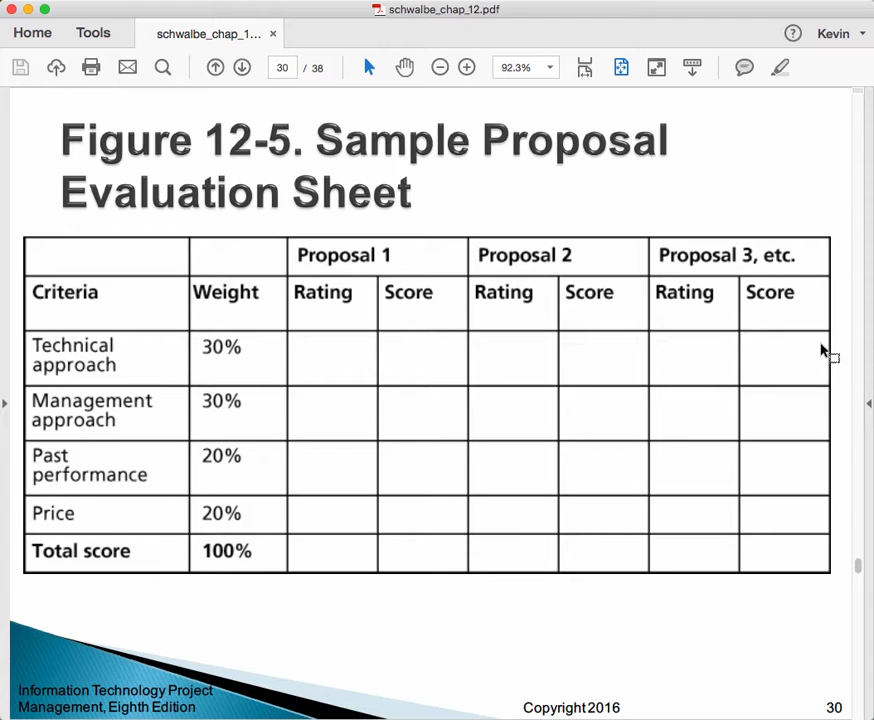 schwalbe_chap_12.pdf
Home Tools schwalbe_chap_1... × ? Kevin
30 / 38 92.3%
Figure 12-5. Sample Proposal
Evaluation Sheet
Proposal 1 Proposal 2 Proposal 3, etc.
Criteria Weight Rating Score Rating Score Rating Score
Technical
approach 30%
Management
approach 30%
Past
performance 20%
Price 20%
Total score 100%
Information Technology Project
Management, Eighth Edition
Copyright 2016
30